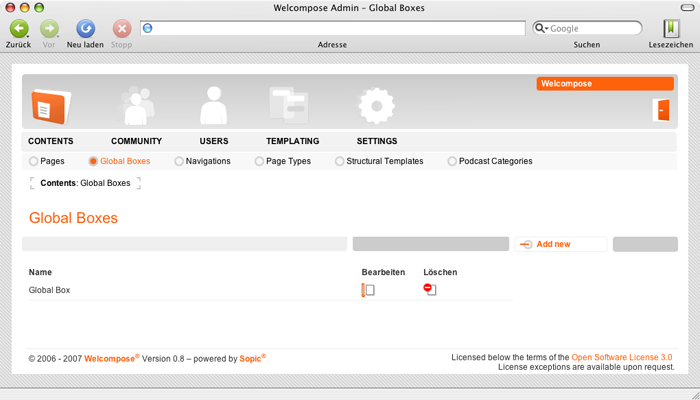 Welcompose Admin – Global Boxes
Zurück
Vor
Neu laden
Stopp
Adresse
Google
Suchen
Lesezeichen
Welcompose
CONTENTS COMMUNITY USERS TEMPLATING SETTINGS
Pages Global Boxes Navigations Page Types Structural Templates Podcast Categories
Contents: Global Boxes
Global Boxes
Add new
Name Bearbeiten Löschen
Global Box
© 2006 - 2007 Welcompose® Version 0.8 – powered by Sopic®
Licensed below the terms of the Open Software License 3.0
License exceptions are available upon request.